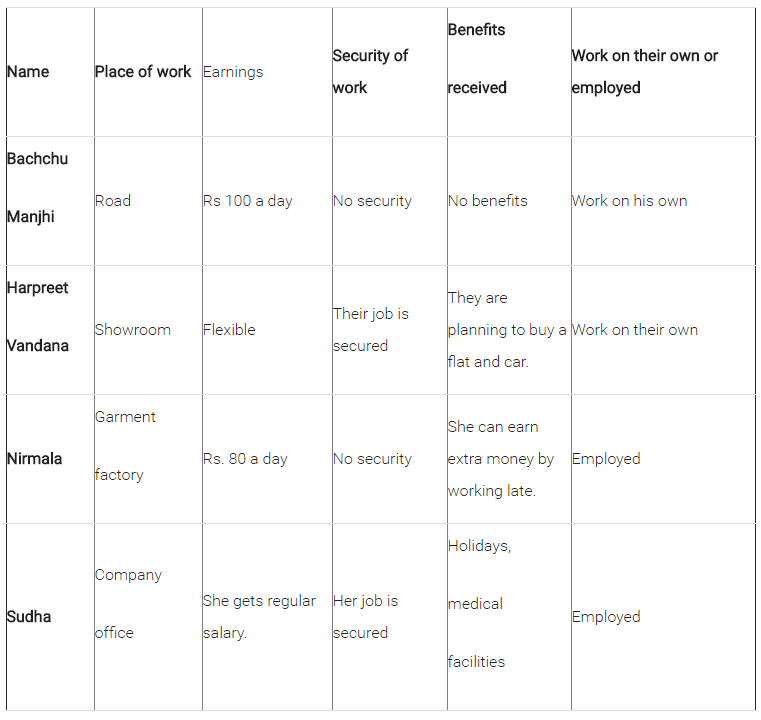 Name
Place of work
Earnings
Security of
work
Benefits
received
Work on their own or
employed
Bachchu
Manjhi
Road
Rs 100 a day
No security
No benefits
Work on his own
Harpreet
Vandana
Showroom
Flexible
Their job is
secured
They are
planning to buy a
flat and car.
Work on their own
Nirmala
Garment
factory
Rs. 80 a day
No security
She can earn
extra money by
working late.
Employed
Sudha
Company
office
She gets regular
salary.
Her job is
secured
Holidays,
medical
facilities
Employed